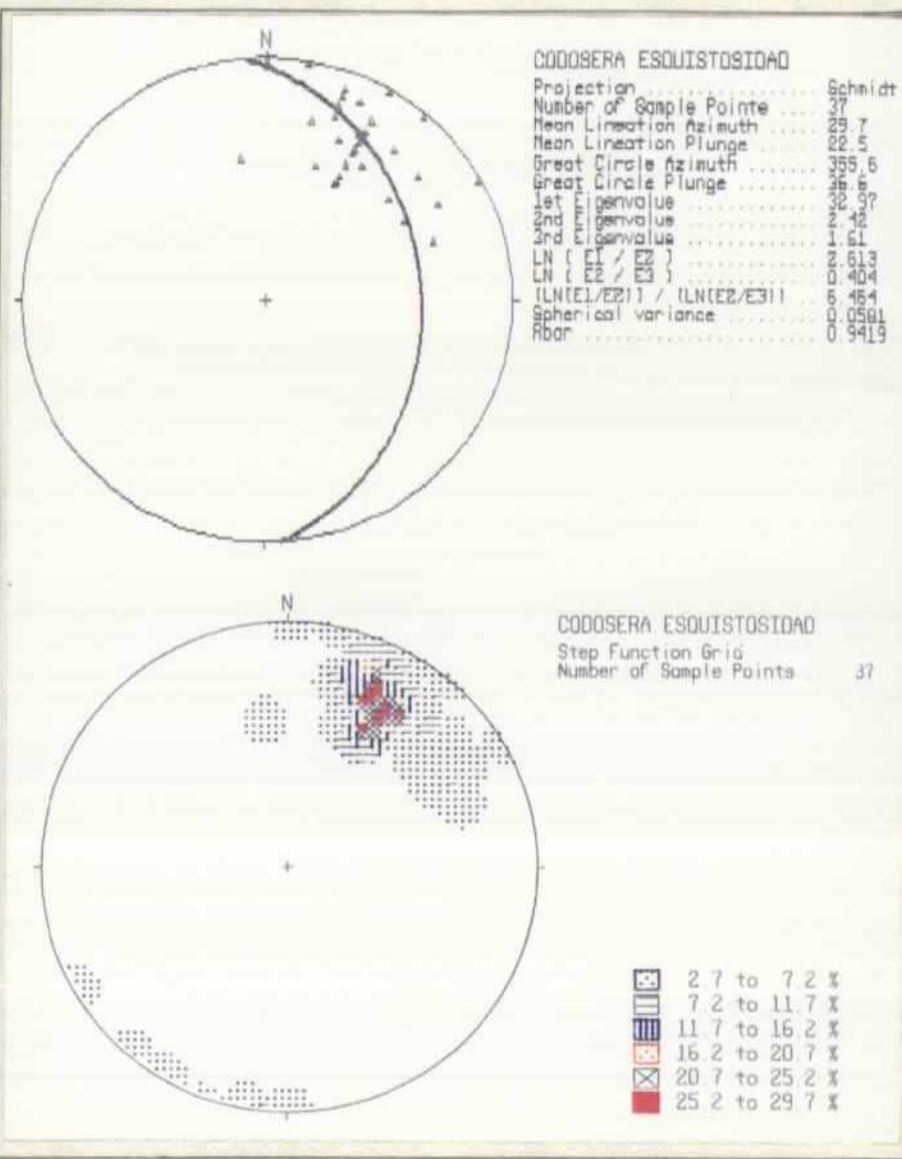 N
CODOSERA ESQUISTOSIDAD
Projection ................ Schmidt
Number of Sample Points ... 37
Mean Lineation Azimuth ..... 29.7
Mean Lineation Plunge ...... 22.5
Great Circle Azimuth ....... 355.6
Great Circle Plunge ........ 36.6
1st Eigenvalue ............. 32.97
2nd Eigenvalue ............. 2.42
3rd Eigenvalue ............. 1.61
LN ( E1 / E2 ) ............. 2.613
LN ( E2 / E3 ) ............. 0.404
(LN(E1/E2)) / (LN(E2/E3)) .. 6.464
Spherical variance ......... 0.0581
Rbar ....................... 0.9419
N
CODOSERA ESQUISTOSIDAD
Step Function Grid
Number of Sample Points 37
2.7 to 7.2 %
7.2 to 11.7 %
11.7 to 16.2 %
16.2 to 20.7 %
20.7 to 25.2 %
25.2 to 29.7 %